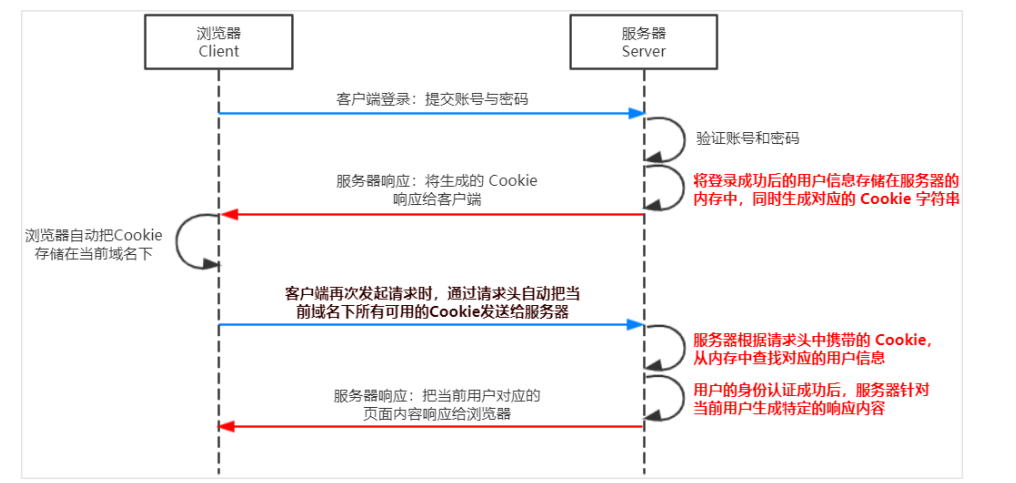 浏览器
Client
服务器
Server
客户端登录：提交账号与密码
验证账号和密码
将登录成功后的用户信息存储在服务器的
内存中，同时生成对应的 Cookie 字符串
服务器响应：将生成的 Cookie
响应给客户端
浏览器自动把Cookie
存储在当前域名下
客户端再次发起请求时，通过请求头自动把当
前域名下所有可用的Cookie发送给服务器
服务器根据请求头中携带的 Cookie，
从内存中查找对应的用户信息
用户的身份认证成功后，服务器针对
当前用户生成特定的响应内容
服务器响应：把当前用户对应的
页面内容响应给浏览器